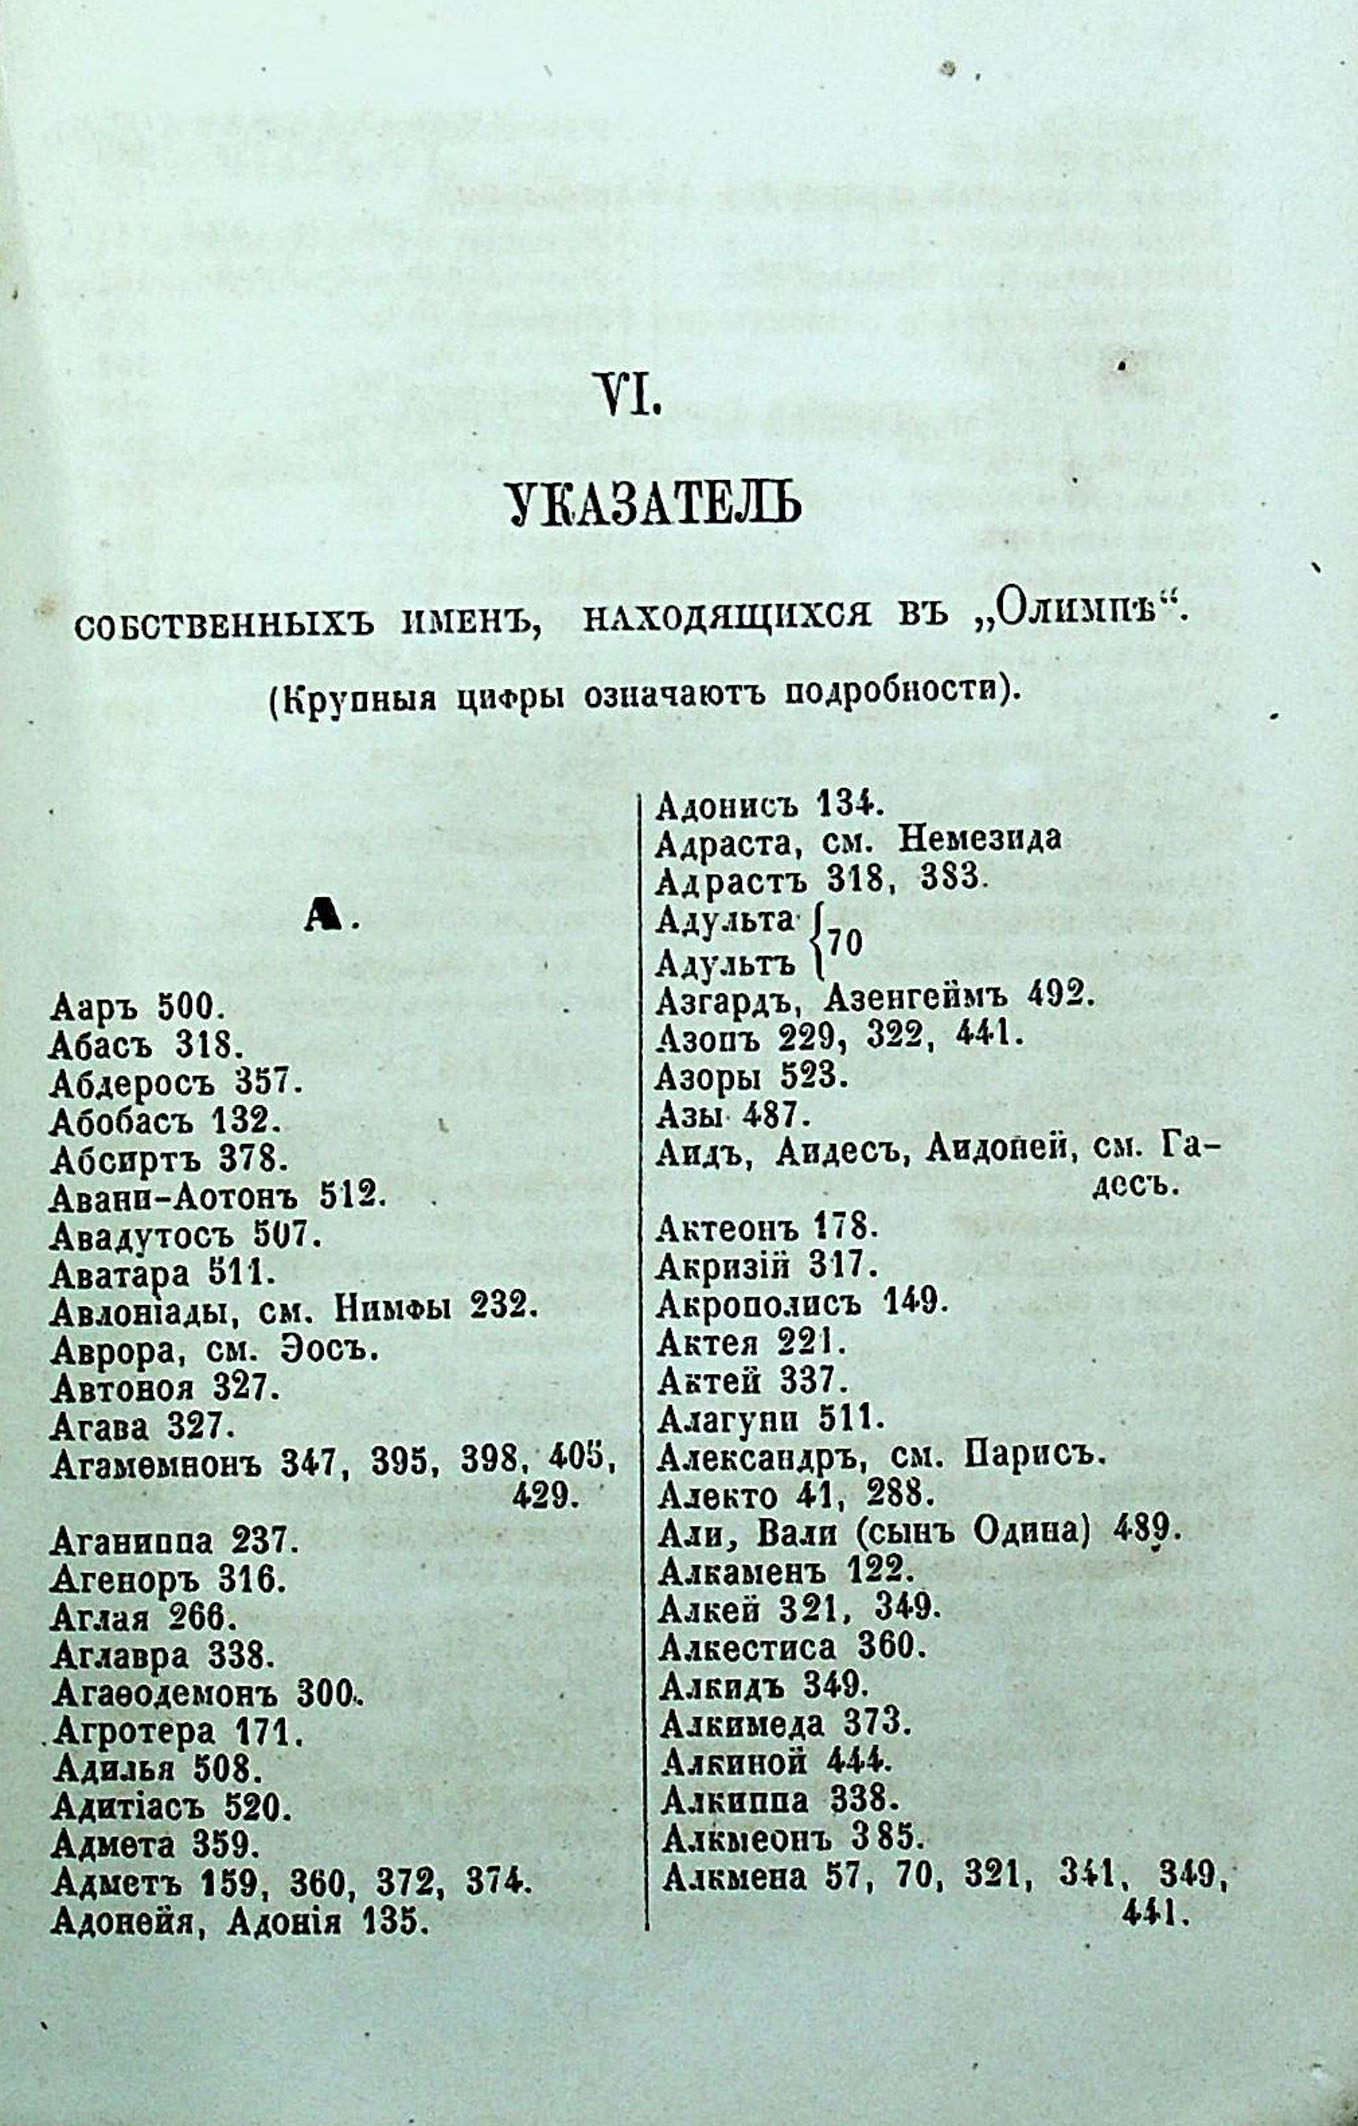 VI.
УКАЗАТЕЛЬ
СОБСТВЕННЫХЪ ИМЕНЪ, НАХОДЯЩИХСЯ ВЪ „Олимпѣ“.
(Крупныя цифры означаютъ подробности).
А.
Ааръ 500.
Абасъ 318.
Абдеросъ 357.
Абобасъ 132.
Абсиртъ 378.
Авани-Аотонъ 512.
Авадутосъ 507.
Аватара 511.
Авлоніады, см. Нимфы 232.
Аврора, см. Эосъ.
Автоноя 327.
Агава 327.
Агамемнонъ 347, 395, 398, 405,
429.
Аганиппа 237.
Агеноръ 316.
Аглая 266.
Аглавра 338.
Агаѳодемонъ 300.
Агротера 171.
Адилья 508.
Адитіасъ 520.
Адмета 359.
Адметъ 159, 360, 372, 374.
Адонейя, Адонія 135.
Адонисъ 134.
Адраста, см. Немезида
Адрастъ 318, 383.
Адульта {70
Адультъ
Азгардъ, Азенгеймъ 492.
Азопъ 229, 322, 441.
Азоры 523.
Азы 487.
Аидъ, Аидесъ, Аидоней, см. Га-
десъ.
Актеонъ 178.
Акризій 317.
Акрополисъ 149.
Актея 221.
Актей 337.
Алагуни 511.
Александръ, см. Парисъ.
Алекто 41, 288.
Али, Вали (сынъ Одина) 489.
Алкаменъ 122.
Алкей 321, 349.
Алкестиса 360.
Алкидъ 349.
Алкимеда 373.
Алкиной 444.
Алкиппа 338.
Алкмеонъ 385.
Алкмена 57, 70, 321, 341, 349,
441.